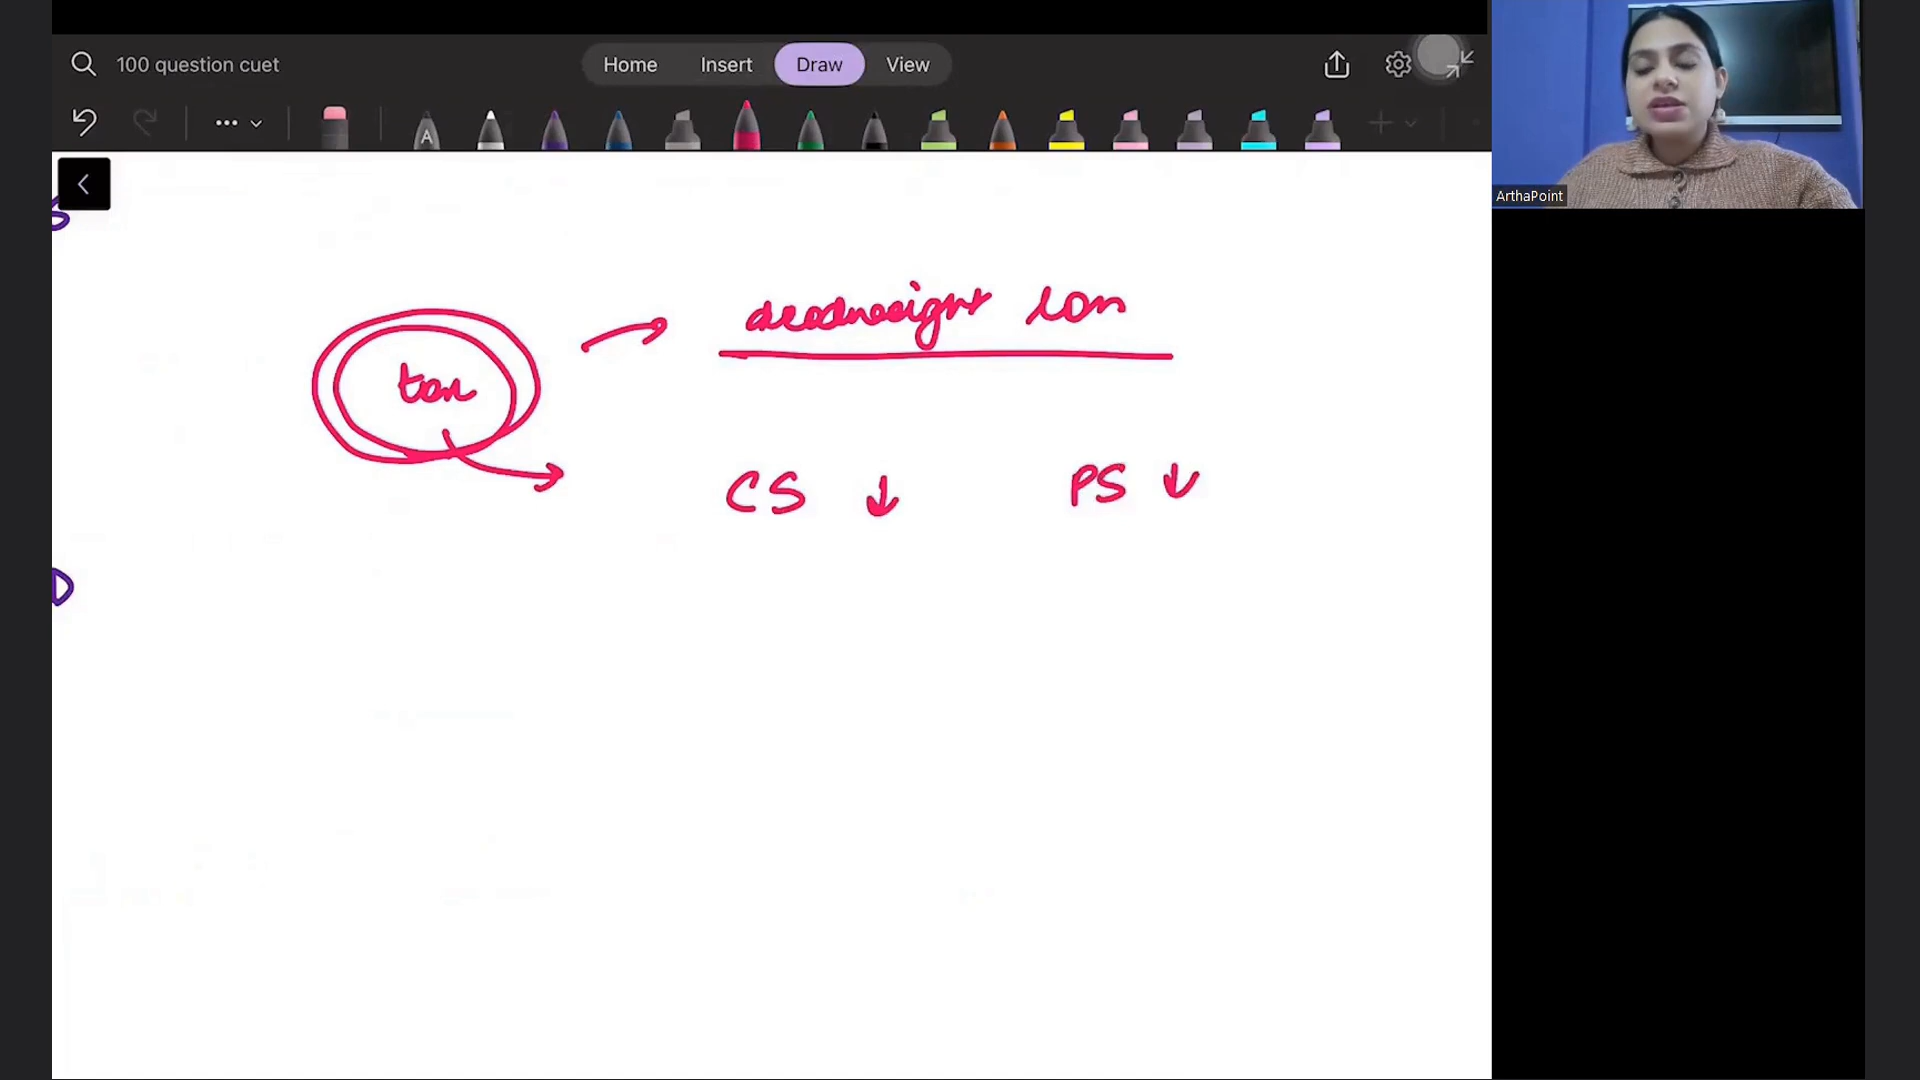 100 question cuet
Home Insert Draw View
A
ArthaPoint
S
deadweight loss
tax
CS ↓ PS ↓
D